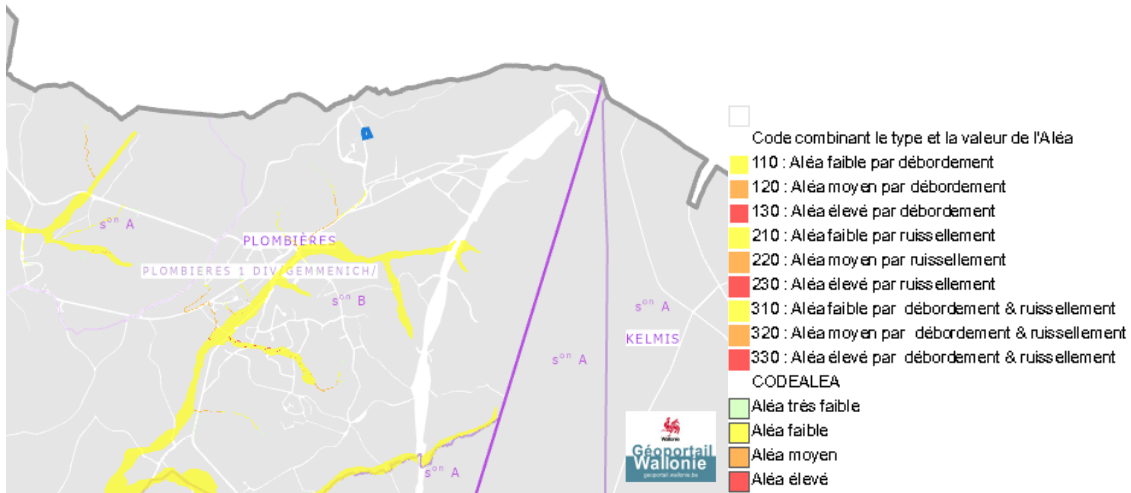 sᵒⁿ A
PLOMBIÈRES
PLOMBIERES 1 DIV/GEMMENICH/
sᵒⁿ B
sᵒⁿ A
KELMIS
sᵒⁿ A
sᵒⁿ A
Wallonie
Géoportail
Wallonie
geoportail.wallonie.be
Code combinant le type et la valeur de l'Aléa
110 : Aléa faible par débordement
120 : Aléa moyen par débordement
130 : Aléa élevé par débordement
210 : Aléa faible par ruissellement
220 : Aléa moyen par ruissellement
230 : Aléa élevé par ruissellement
310 : Aléa faible par débordement & ruissellement
320 : Aléa moyen par débordement & ruissellement
330 : Aléa élevé par débordement & ruissellement
CODEALEA
Aléa très faible
Aléa faible
Aléa moyen
Aléa élevé